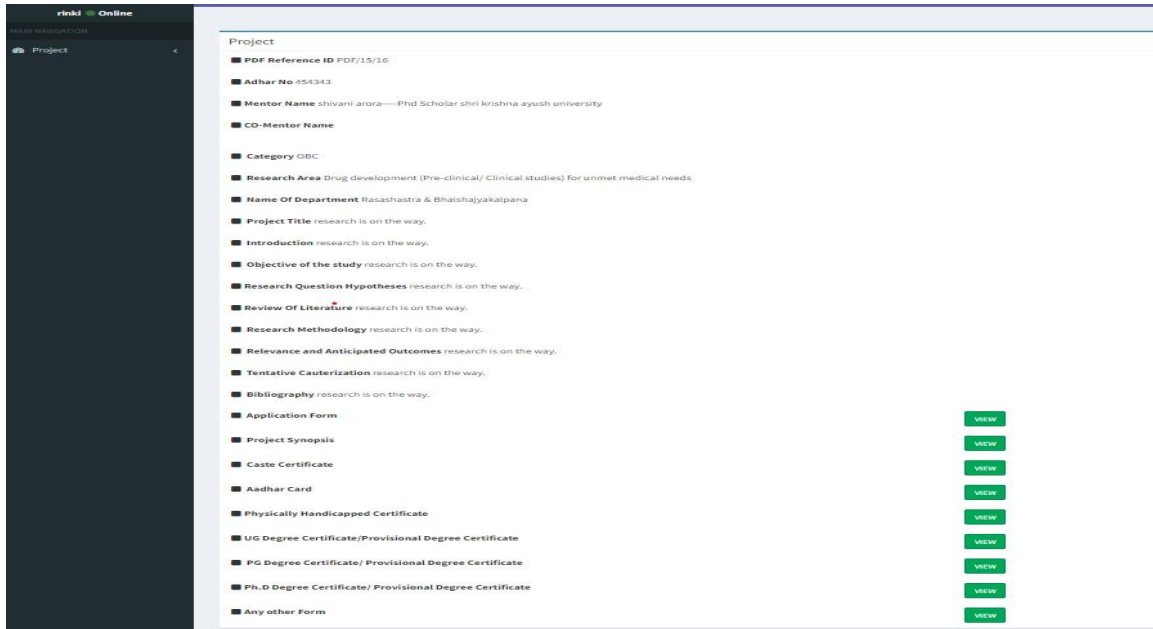 rinki Online
MAIN NAVIGATION
Project
Project
PDF Reference ID PDF/15/16
Adhar No 454343
Mentor Name shivani arora----Phd Scholar shri krishna ayush university
CO-Mentor Name
Category OBC
Research Area Drug development (Pre-clinical/ Clinical studies) for unmet medical needs
Name Of Department Rasashastra & Bhaishajyakalpana
Project Title research is on the way.
Introduction research is on the way.
Objective of the study research is on the way.
Research Question Hypotheses research is on the way.
Review Of Literature research is on the way.
Research Methodology research is on the way.
Relevance and Anticipated Outcomes research is on the way.
Tentative Cauterization research is on the way.
Bibliography research is on the way.
Application Form VIEW
Project Synopsis VIEW
Caste Certificate VIEW
Aadhar Card VIEW
Physically Handicapped Certificate VIEW
UG Degree Certificate/Provisional Degree Certificate VIEW
PG Degree Certificate/ Provisional Degree Certificate VIEW
Ph.D Degree Certificate/ Provisional Degree Certificate VIEW
Any other Form VIEW